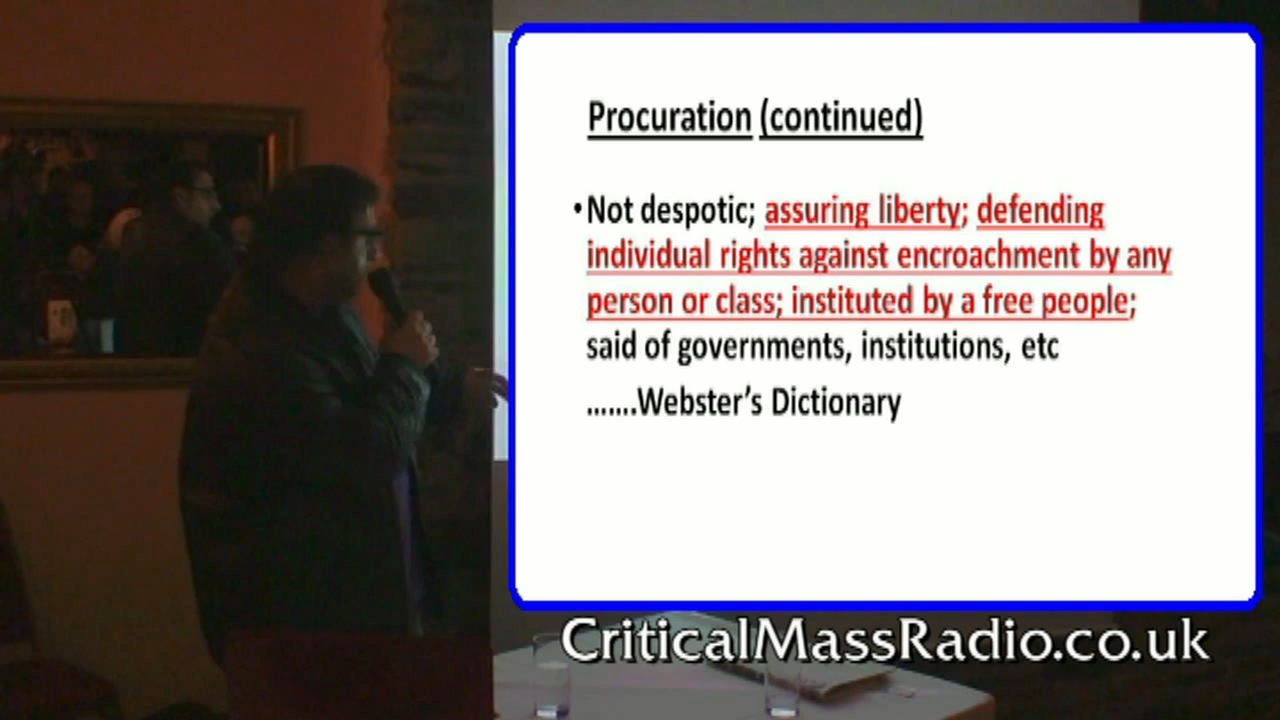 Procuration (continued)
•Not despotic; assuring liberty; defending
individual rights against encroachment by any
person or class; instituted by a free people;
said of governments, institutions, etc
.......Webster's Dictionary
CriticalMassRadio.co.uk